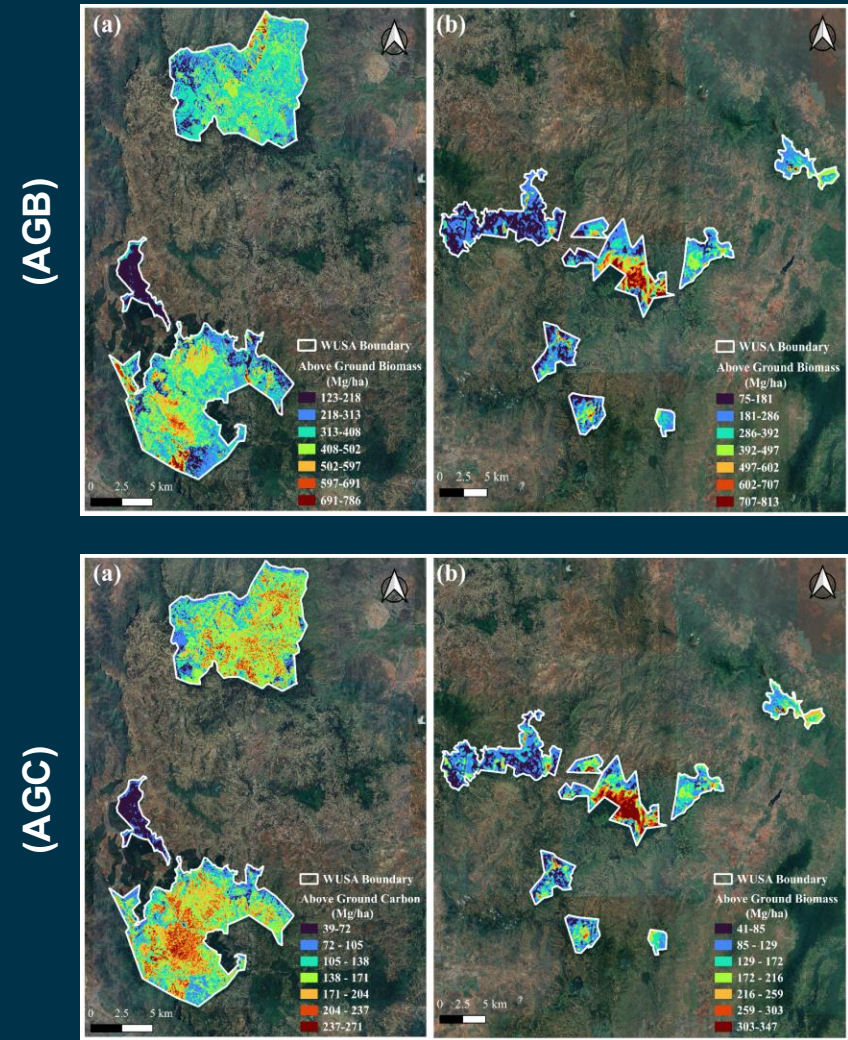 (AGB)
(a)
WUSA Boundary
Above Ground Biomass
(Mg/ha)
123-218
218-313
313-408
408-502
502-597
597-691
691-786
0 2.5 5 km
(b)
WUSA Boundary
Above Ground Biomass
(Mg/ha)
75-181
181-286
286-392
392-497
497-602
602-707
707-813
0 2.5 5 km ?
(AGC)
(a)
WUSA Boundary
Above Ground Carbon
(Mg/ha)
39-72
72 - 105
105 - 138
138 - 171
171 - 204
204 - 237
237-271
0 2.5 5 km
(b)
WUSA Boundary
Above Ground Biomass
(Mg/ha)
41-85
85 - 129
129 - 172
172 - 216
216 - 259
259 - 303
303-347
0 2.5 5 km ?